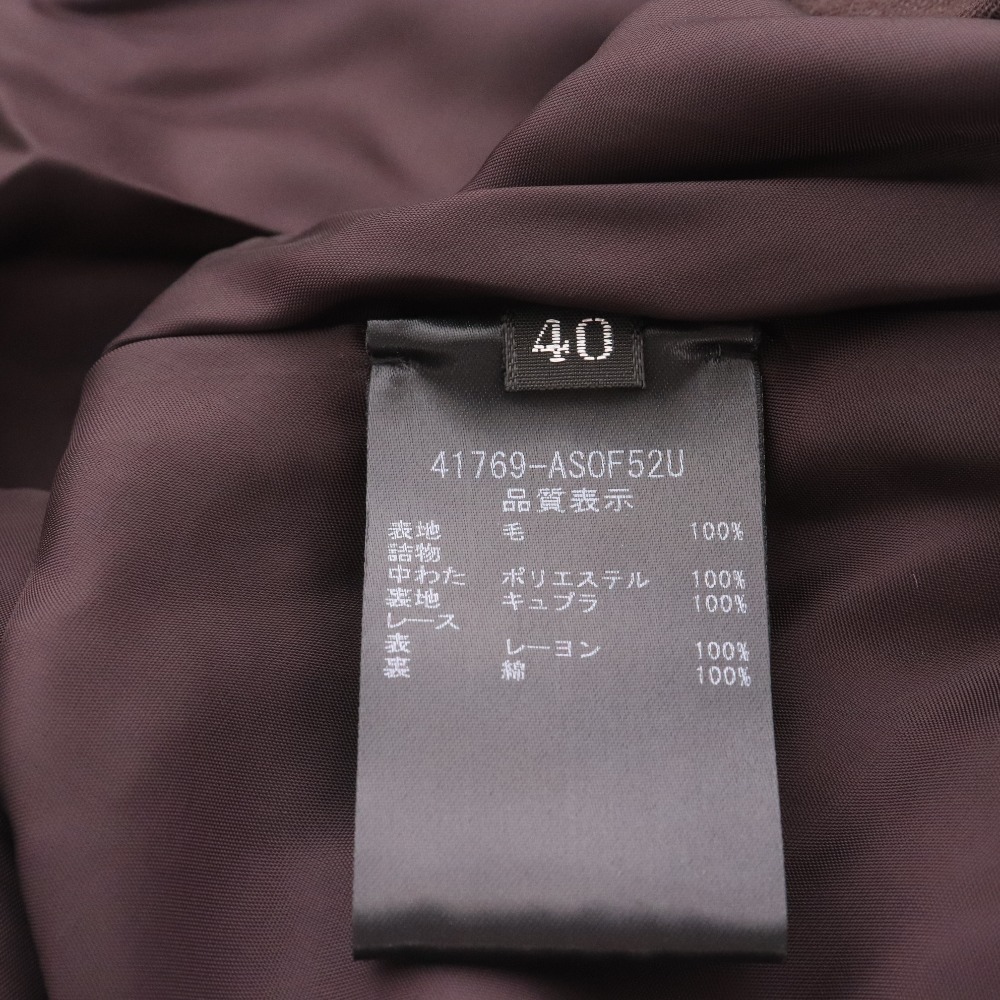 40
41769-ASOF52U
品質表示
表地 毛 100%
詰物
中わた ポリエステル 100%
裏地 キュプラ 100%
レース
表 レーヨン 100%
裏 綿 100%